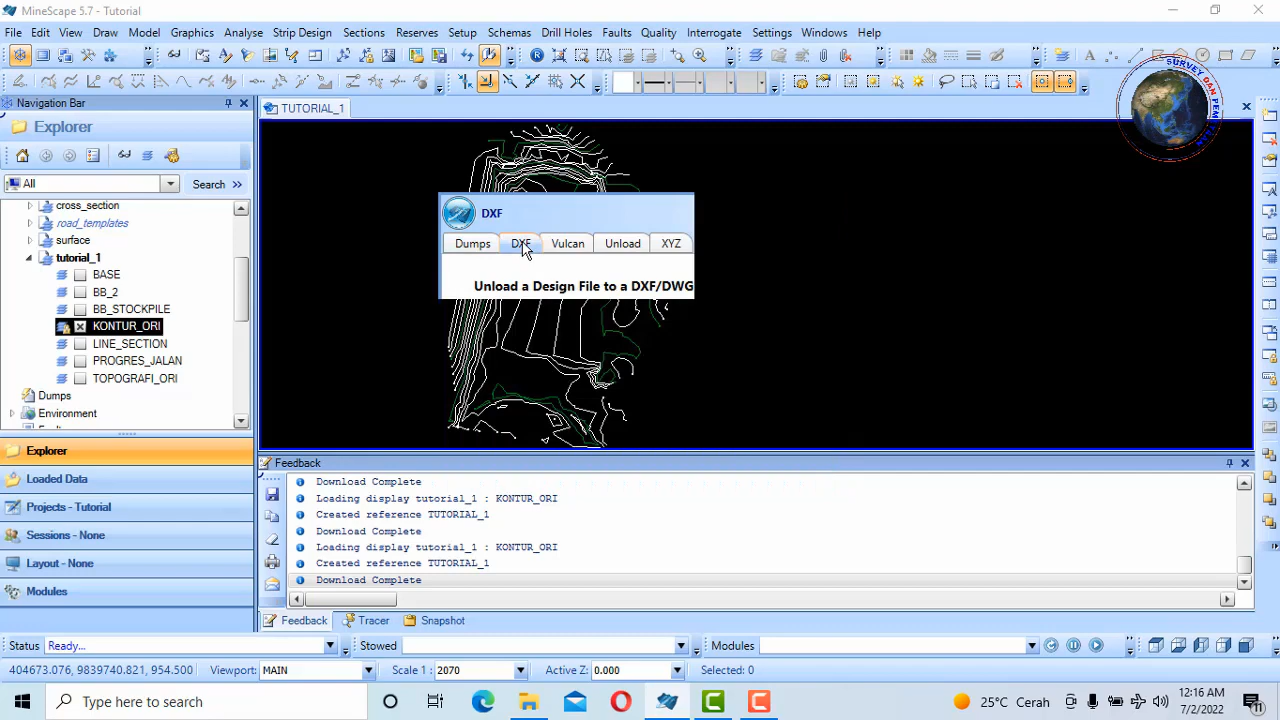 MineScape 5.7 - Tutorial
File Edit View Draw Model Graphics Analyse Strip Design Sections Reserves Setup Schemas Drill Holes Faults Quality Interrogate Settings Windows Help
Navigation Bar
TUTORIAL_1
Explorer
All
Search
cross_section
road_templates
surface
tutorial_1
BASE
BB_2
BB_STOCKPILE
KONTUR_ORI
LINE_SECTION
PROGRES_JALAN
TOPOGRAFI_ORI
Dumps
Environment
Explorer
Loaded Data
Projects - Tutorial
Sessions - None
Layout - None
Modules
SURVEY DAN PEMETAAN
DXF
Dumps DXF Vulcan Unload XYZ
Unload a Design File to a DXF/DWG
Feedback
Download Complete
Loading display tutorial_1 : KONTUR_ORI
Created reference TUTORIAL_1
Download Complete
Loading display tutorial_1 : KONTUR_ORI
Created reference TUTORIAL_1
Download Complete
Feedback Tracer Snapshot
Status Ready... Stowed Modules
404673.076, 9839740.821, 954.500 Viewport: MAIN Scale 1 : 2070 Active Z: 0.000 Selected: 0
Type here to search
25°C Cerah
12:16 AM
7/2/2022